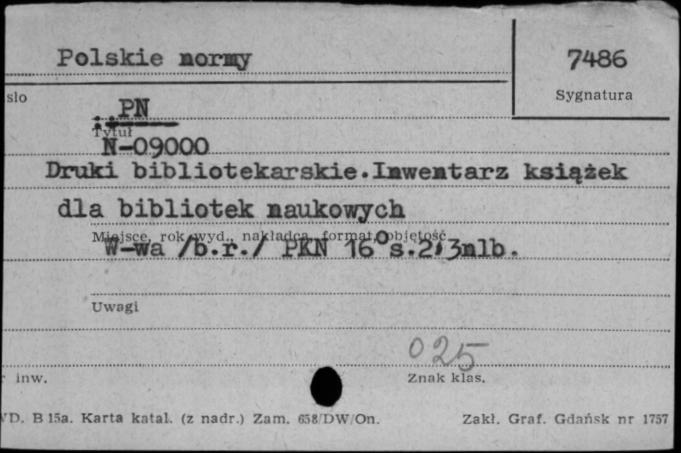 Polskie normy
7486
sło
Sygnatura
PN
Tytuł
N-09000
Druki bibliotekarskie.Inwentarz książek
dla bibliotek naukowych
Miejsce, rok wyd., nakładca, format, objętość
W-wa /b.r./ PKN 16° s.2,3nlb.
Uwagi
025
r inw.
Znak klas.
WD. B 15a. Karta katal. (z nadr.) Zam. 658/DW/On.
Zakł. Graf. Gdańsk nr 1757